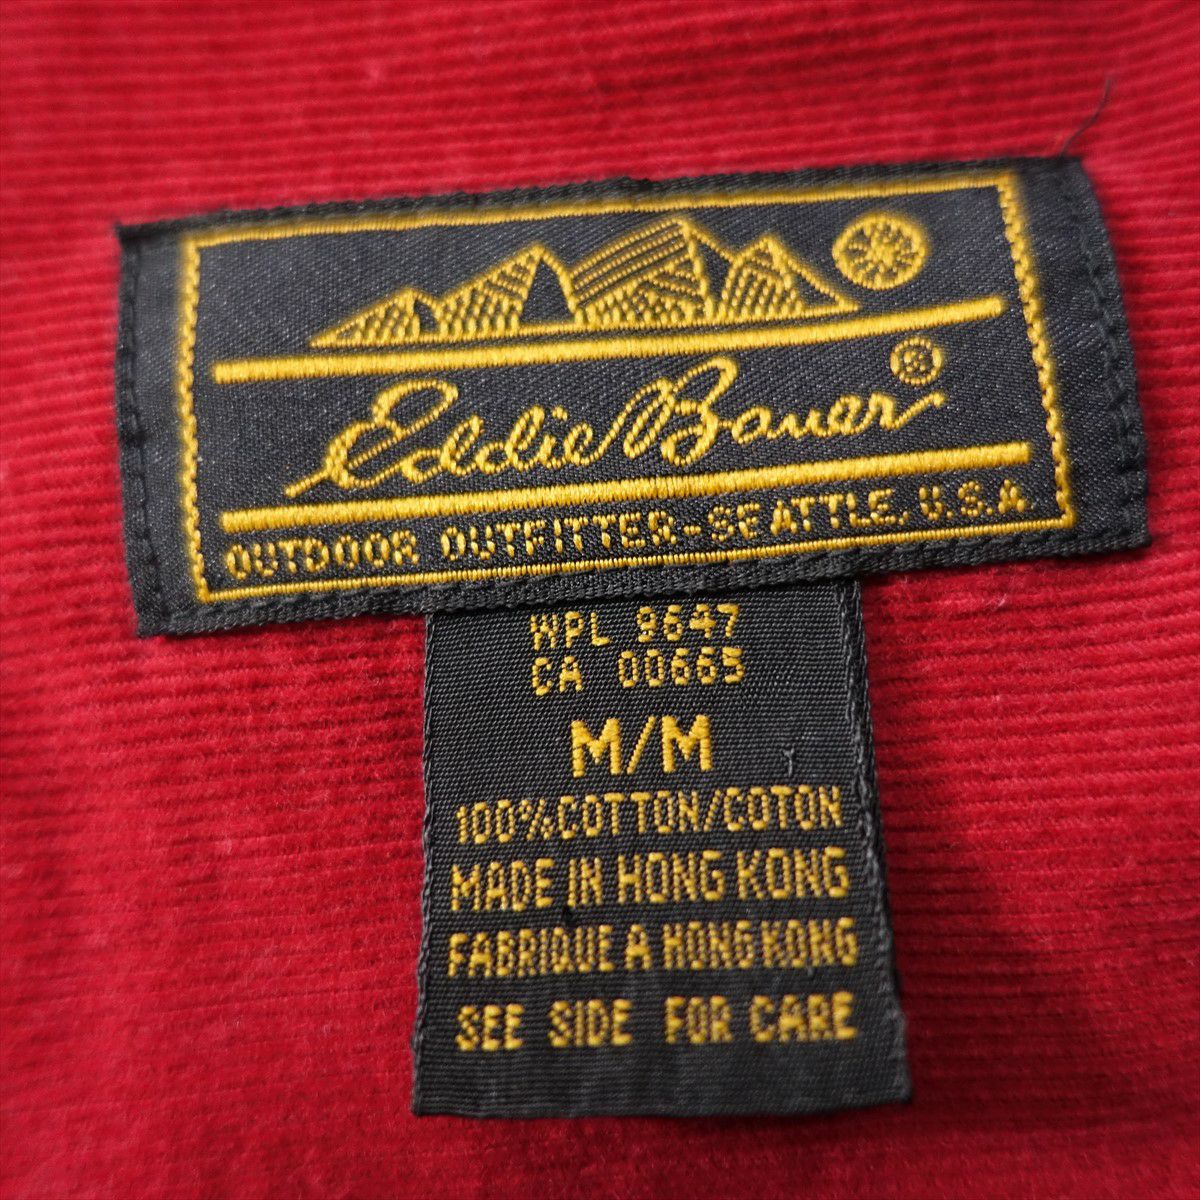 Eddie Bauer®
OUTDOOR OUTFITTER-SEATTLE, U.S.A
WPL 9647
CA 00665
M/M
100%COTTON/COTON
MADE IN HONG KONG
FABRIQUE A HONG KONG
SEE SIDE FOR CARE